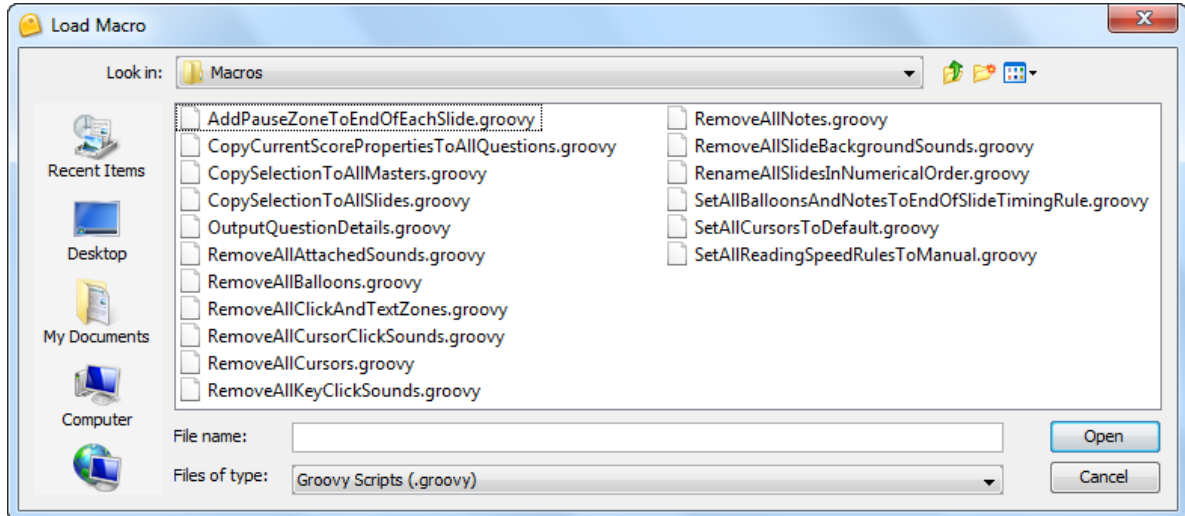 Load Macro
Look in:
Macros
Recent Items
Desktop
My Documents
Computer
AddPauseZoneToEndOfEachSlide.groovy
CopyCurrentScorePropertiesToAllQuestions.groovy
CopySelectionToAllMasters.groovy
CopySelectionToAllSlides.groovy
OutputQuestionDetails.groovy
RemoveAllAttachedSounds.groovy
RemoveAllBalloons.groovy
RemoveAllClickAndTextZones.groovy
RemoveAllCursorClickSounds.groovy
RemoveAllCursors.groovy
RemoveAllKeyClickSounds.groovy
RemoveAllNotes.groovy
RemoveAllSlideBackgroundSounds.groovy
RenameAllSlidesInNumericalOrder.groovy
SetAllBalloonsAndNotesToEndOfSlideTimingRule.groovy
SetAllCursorsToDefault.groovy
SetAllReadingSpeedRulesToManual.groovy
File name:
Open
Files of type:
Groovy Scripts (.groovy)
Cancel